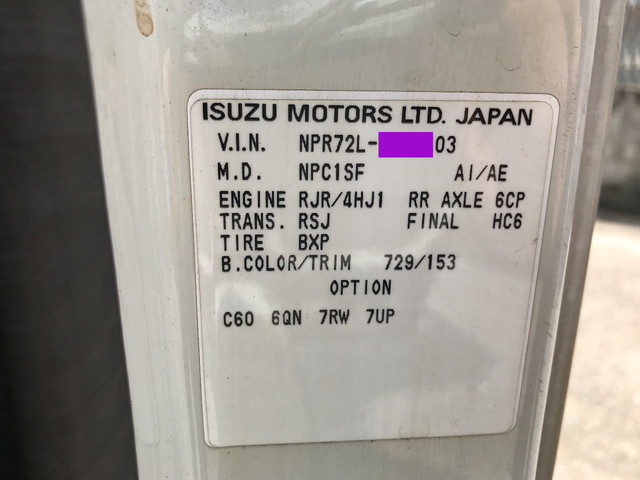 ISUZU MOTORS LTD. JAPAN
V.I.N. NPR72L- 03
M.D. NPC1SF AI/AE
ENGINE RJR/4HJ1 RR AXLE 6CP
TRANS. RSJ FINAL HC6
TIRE BXP
B.COLOR/TRIM 729/153
OPTION
C60 6QN 7RW 7UP